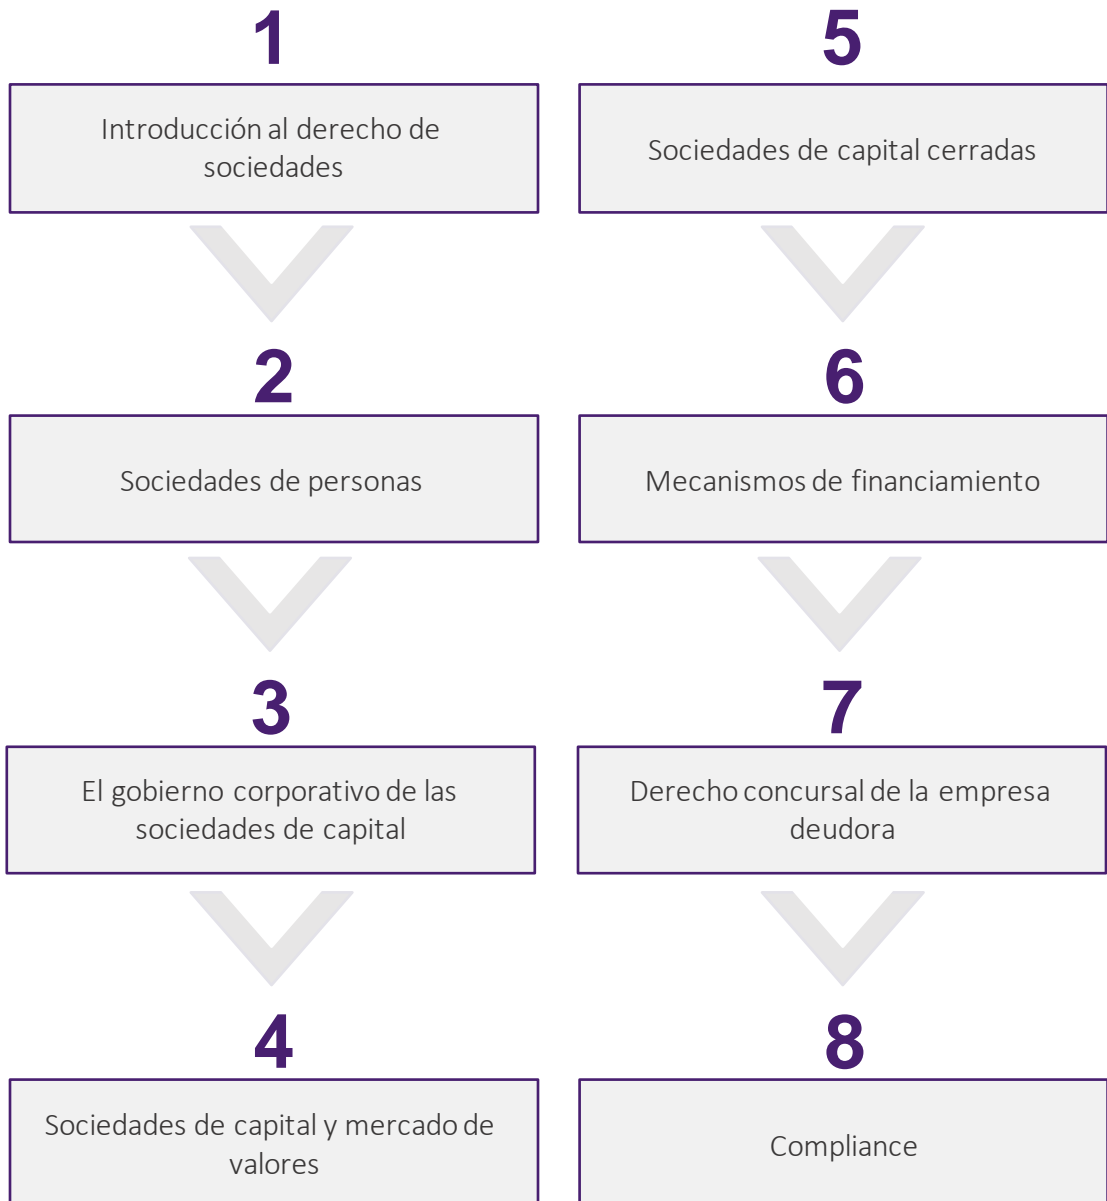 1
Introducción al derecho de
sociedades
2
Sociedades de personas
3
El gobierno corporativo de las
sociedades de capital
4
Sociedades de capital y mercado de
valores
5
Sociedades de capital cerradas
6
Mecanismos de financiamiento
7
Derecho concursal de la empresa
deudora
8
Compliance